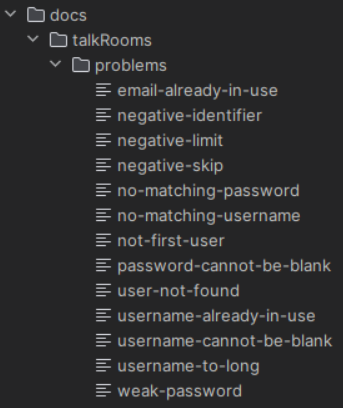 docs
talkRooms
problems
email-already-in-use
negative-identifier
negative-limit
negative-skip
no-matching-password
no-matching-username
not-first-user
password-cannot-be-blank
user-not-found
username-already-in-use
username-cannot-be-blank
username-to-long
weak-password